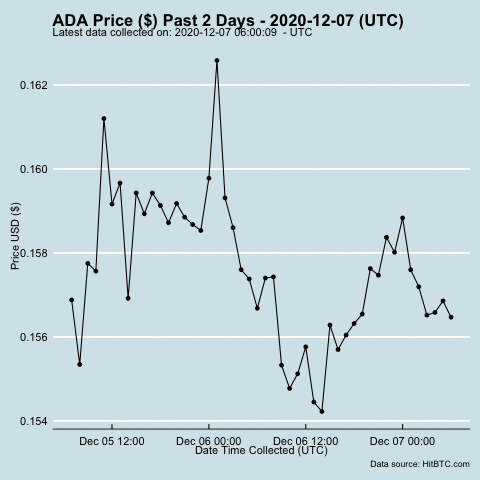 ADA Price ($) Past 2 Days - 2020-12-07 (UTC)
Latest data collected on: 2020-12-07 06:00:09  - UTC
0.162
0.160
0.158
0.156
0.154
Price USD ($)
Dec 05 12:00 Dec 06 00:00 Dec 06 12:00 Dec 07 00:00
Date Time Collected (UTC)
Data source: HitBTC.com